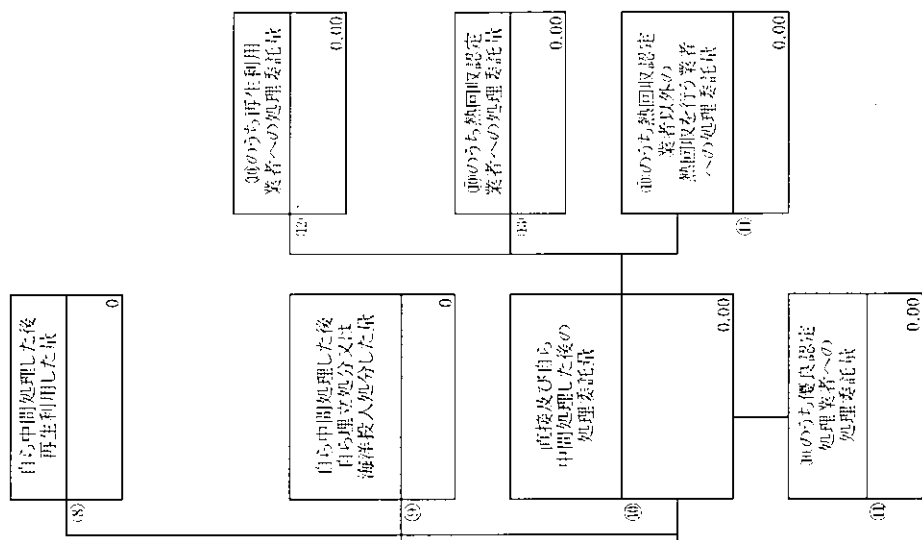 ⑧
自ら中間処理した後
再生利用した量
0
⑨
自ら中間処理した後
自ら埋立処分又は
海洋投入処分した量
0
⑩
直接及び自ら
中間処理した後の
処理委託量
0.00
⑪
⑩のうち優良認定
処理業者への
処理委託量
0.00
⑫
⑩のうち再生利用
業者への処理委託量
0.00
⑬
⑩のうち熱回収認定
業者への処理委託量
0.00
⑩のうち熱回収認定
業者以外の
熱回収を行う業者
への処理委託量
0.00